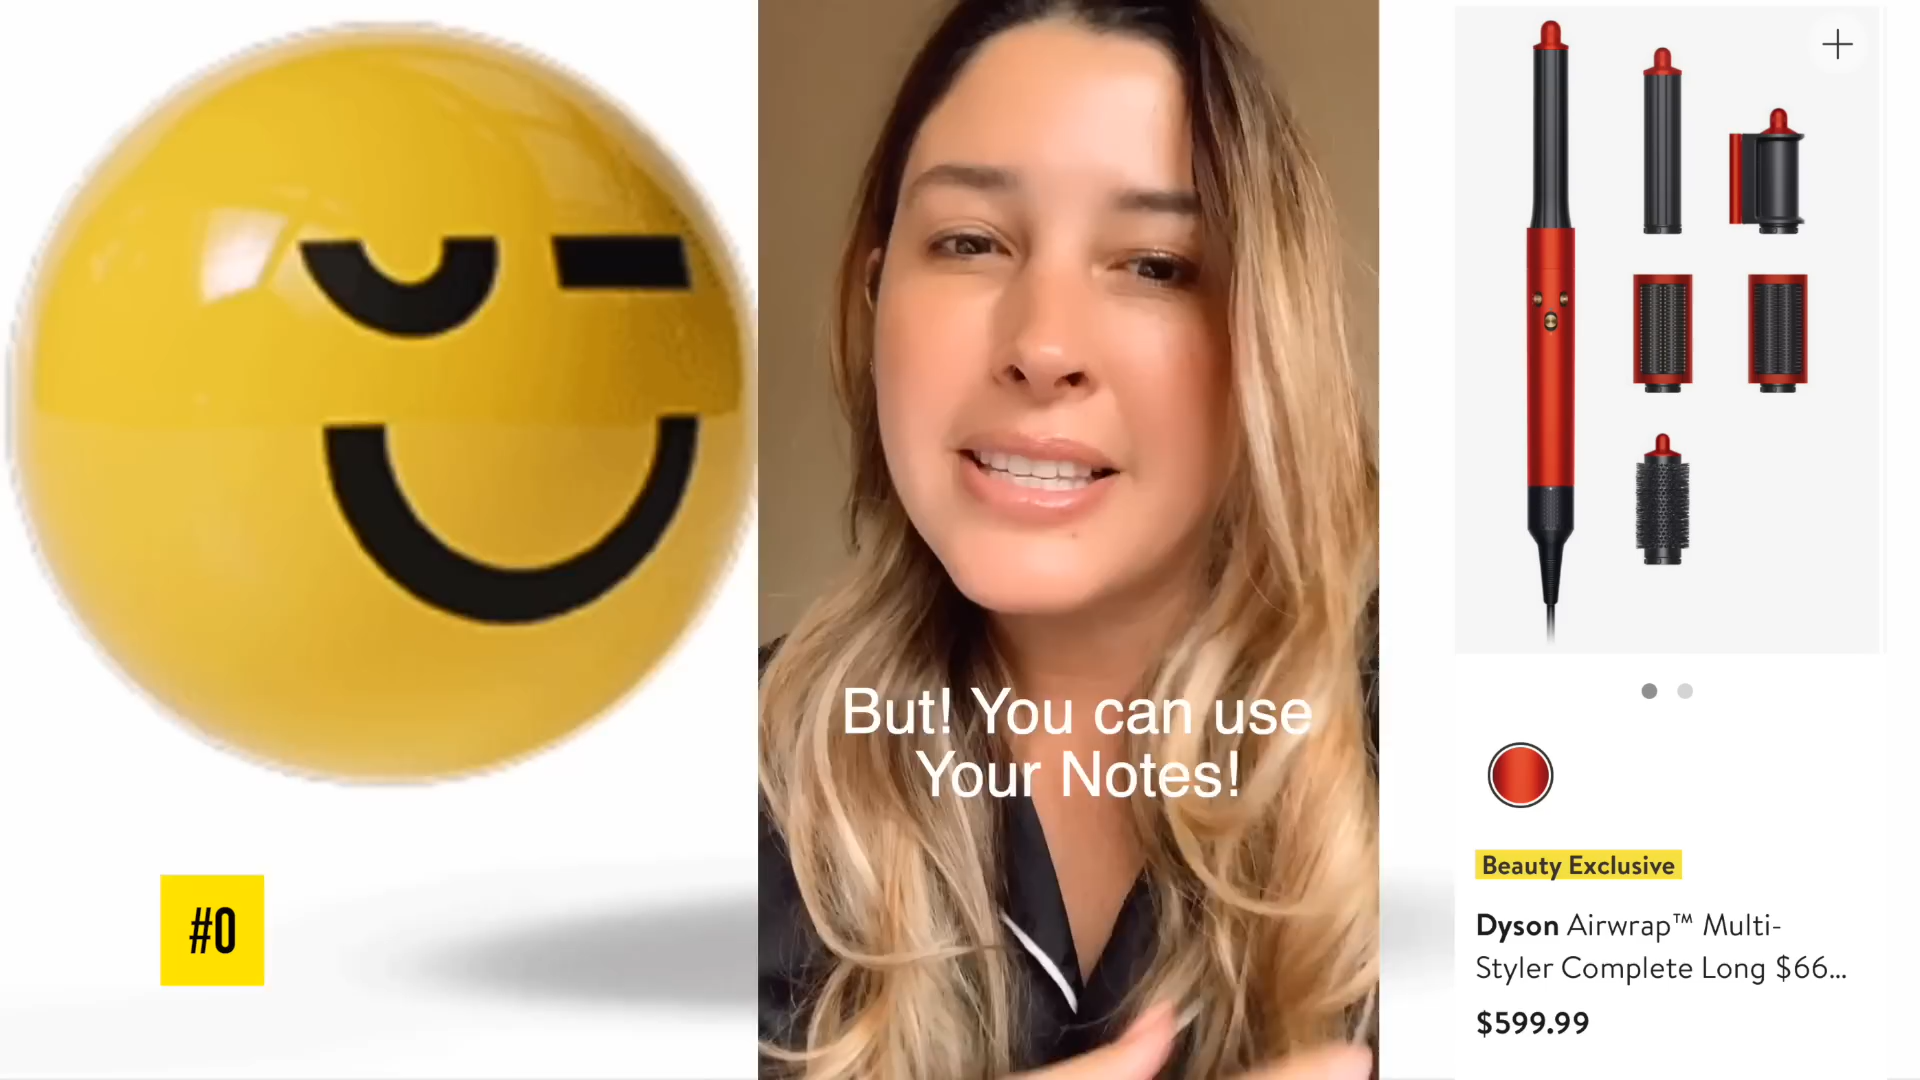 #0
But! You can use
Your Notes!
Beauty Exclusive
Dyson Airwrap™ Multi-
Styler Complete Long $66...
$599.99